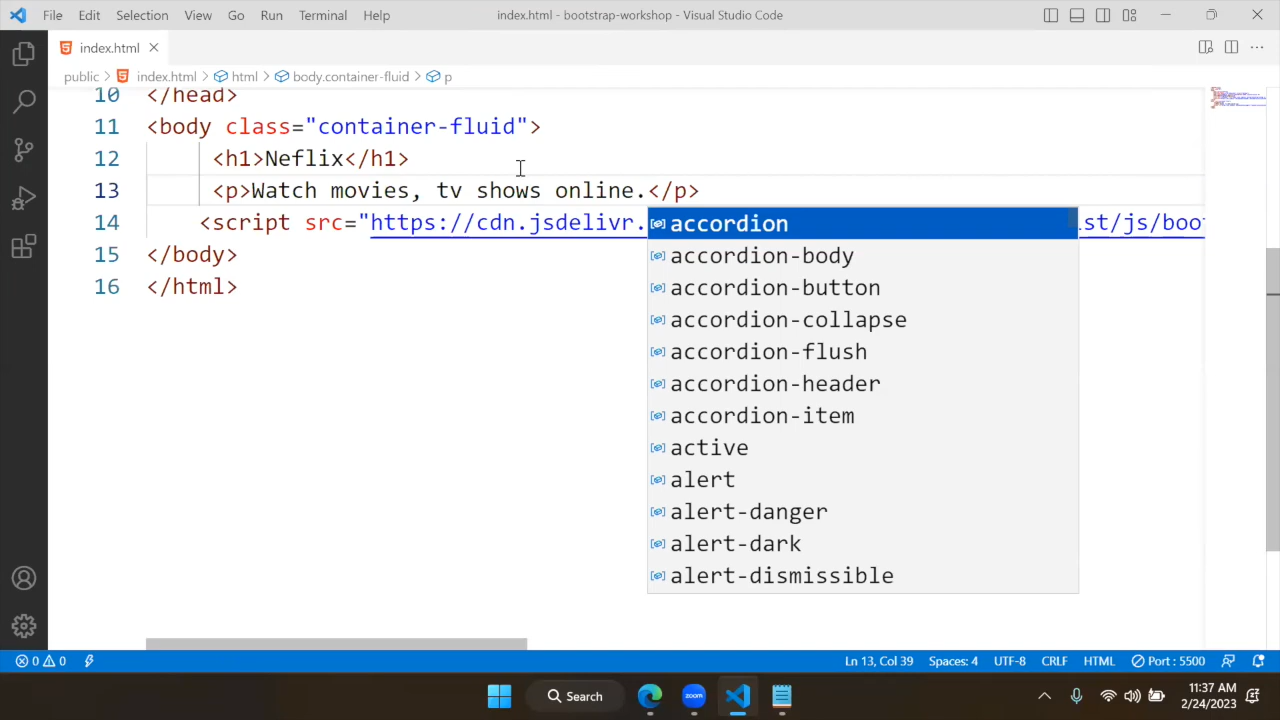 File Edit Selection View Go Run Terminal Help index.html - bootstrap-workshop - Visual Studio Code
index.html
public > index.html > html > body.container-fluid > p
10 </head>
11 <body class="container-fluid">
12 <h1>Neflix</h1>
13 <p>Watch movies, tv shows online.</p>
14 <script src="https://cdn.jsdelivr. st/js/boo
15 </body>
16 </html>
accordion
accordion-body
accordion-button
accordion-collapse
accordion-flush
accordion-header
accordion-item
active
alert
alert-danger
alert-dark
alert-dismissible
0 0 Ln 13, Col 39 Spaces: 4 UTF-8 CRLF HTML Port : 5500
Search zoom 11:37 AM
2/24/2023